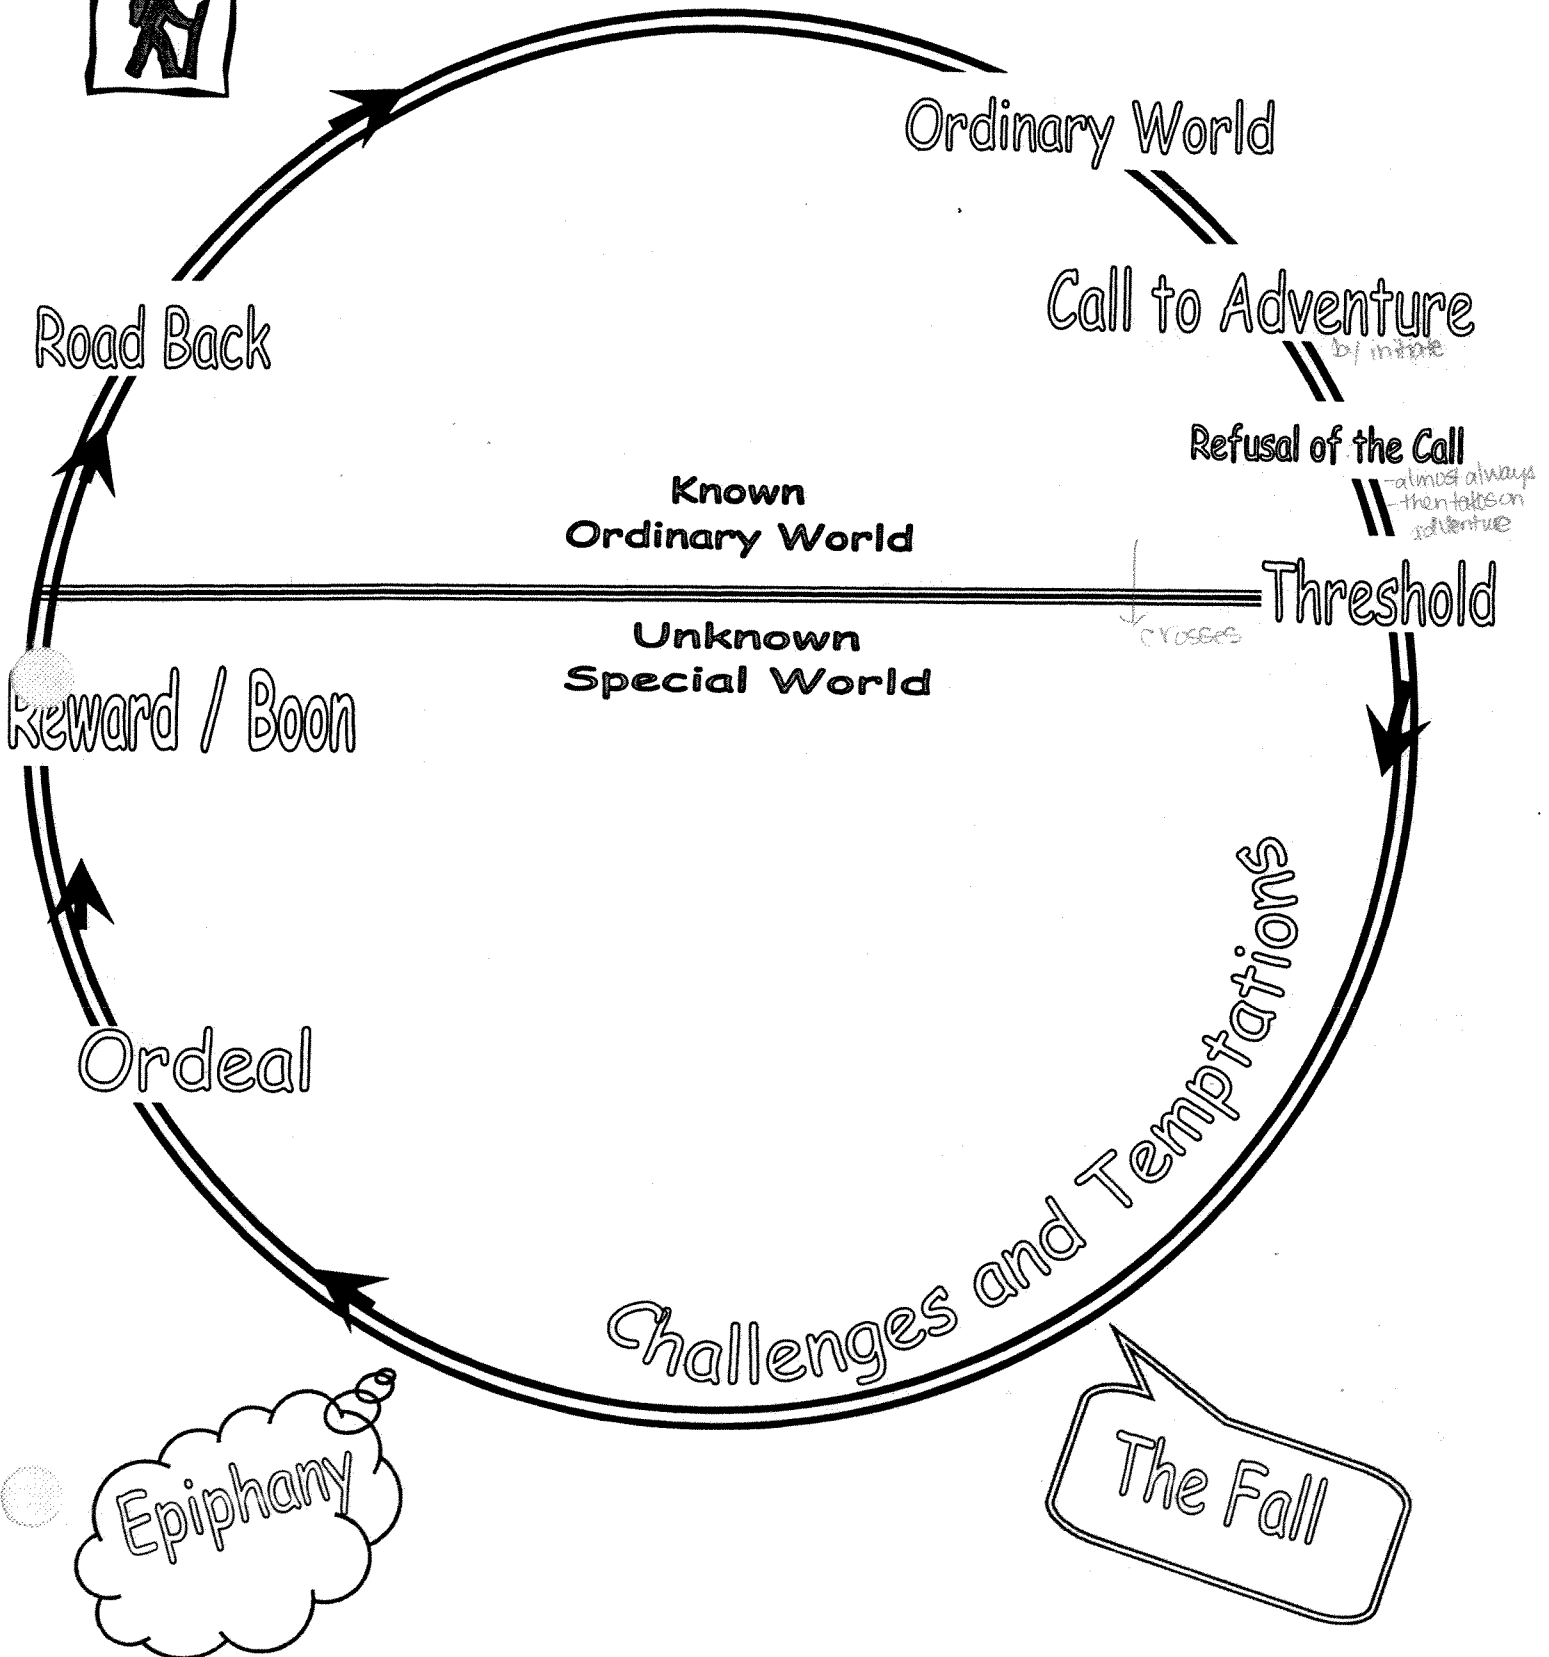 Ordinary World
Call to Adventure
by initiate
Refusal of the Call
-almost always
-then takes on
adventure
Road Back
Known
Ordinary World
Threshold
Unknown
Special World
crosses
Reward / Boon
Ordeal
Challenges and Temptations
Epiphany
The Fall